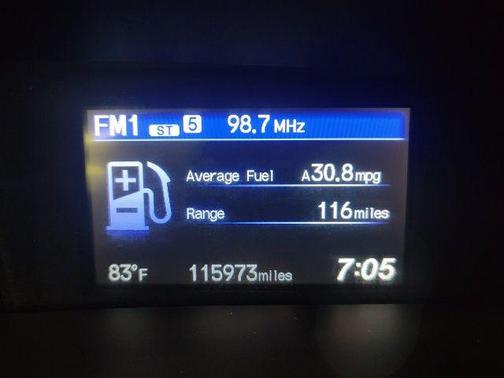 FM1 ST 5 98.7 MHz
Average Fuel A30.8mpg
Range 116miles
83°F 115973miles 7:05